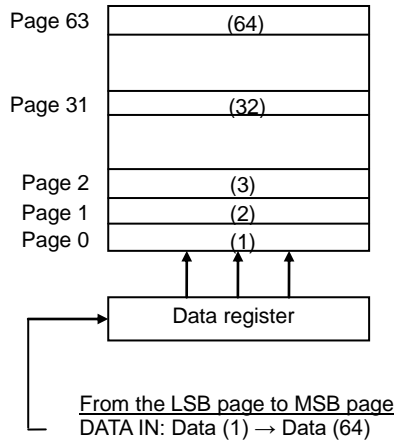 Page 63 (64)
Page 31 (32)
Page 2 (3)
Page 1 (2)
Page 0 (1)
Data register
From the LSB page to MSB page
DATA IN: Data (1) → Data (64)